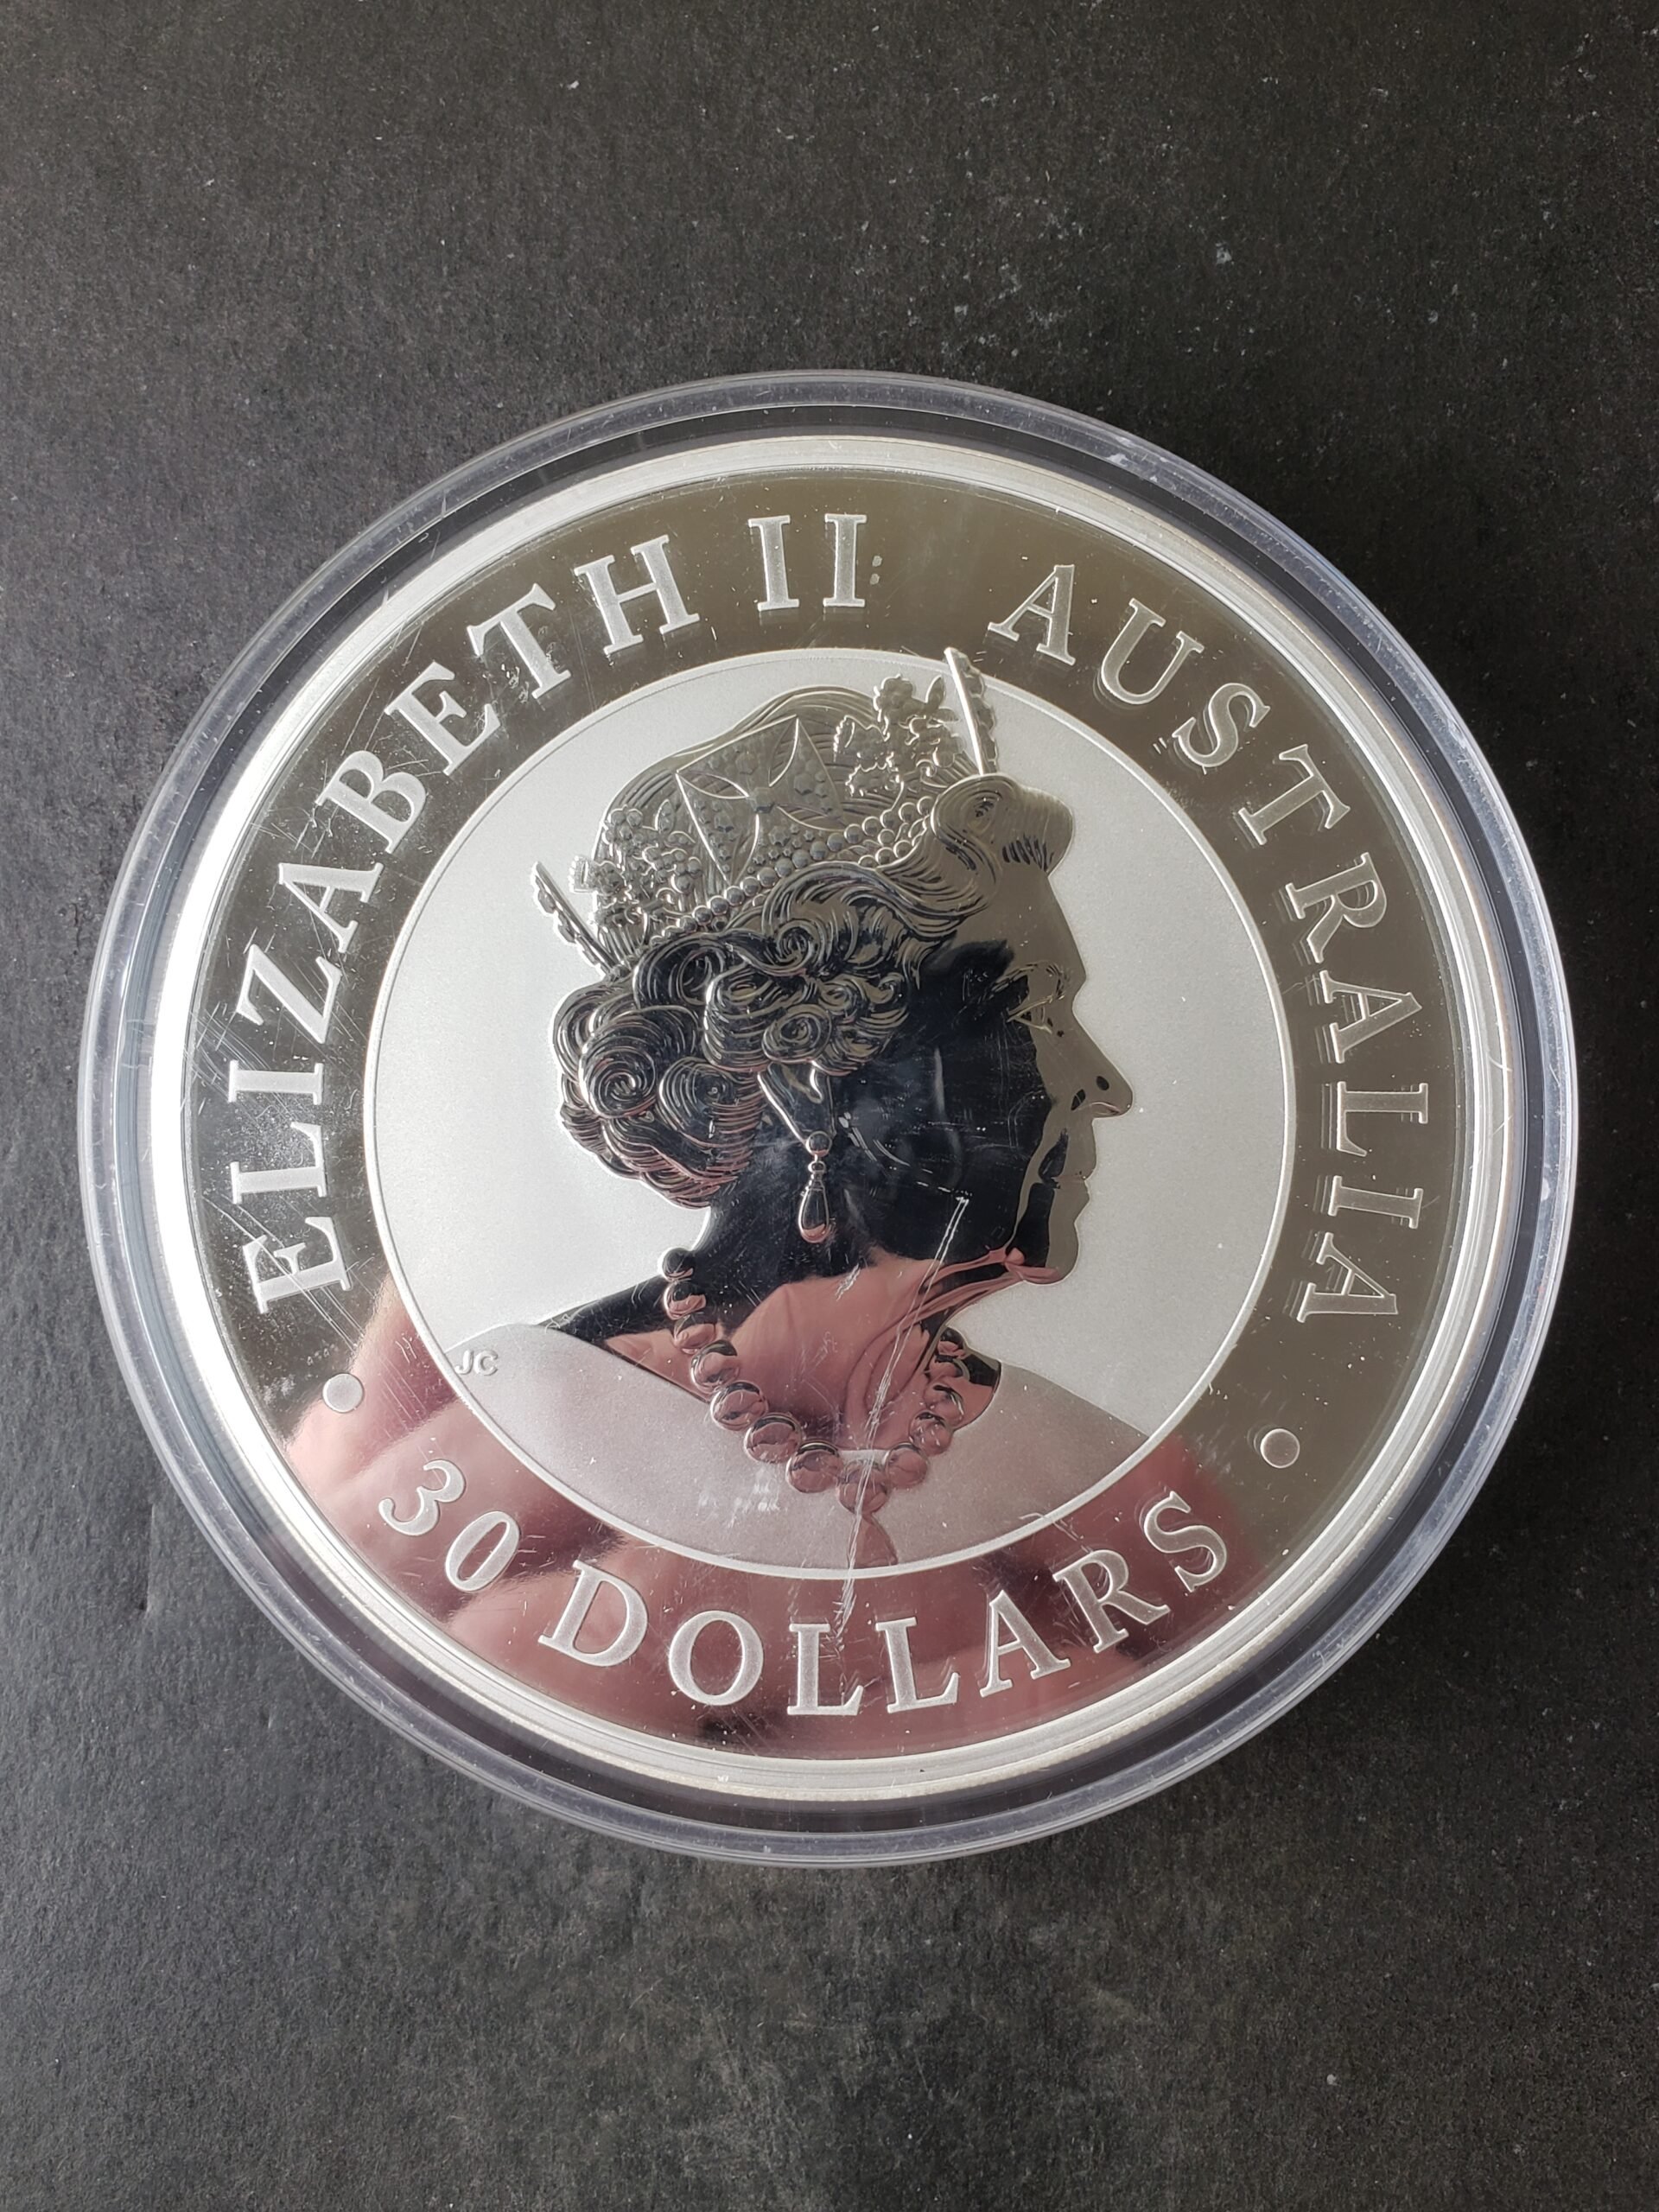 ELIZABETH II AUSTRALIA
JC
30 DOLLARS